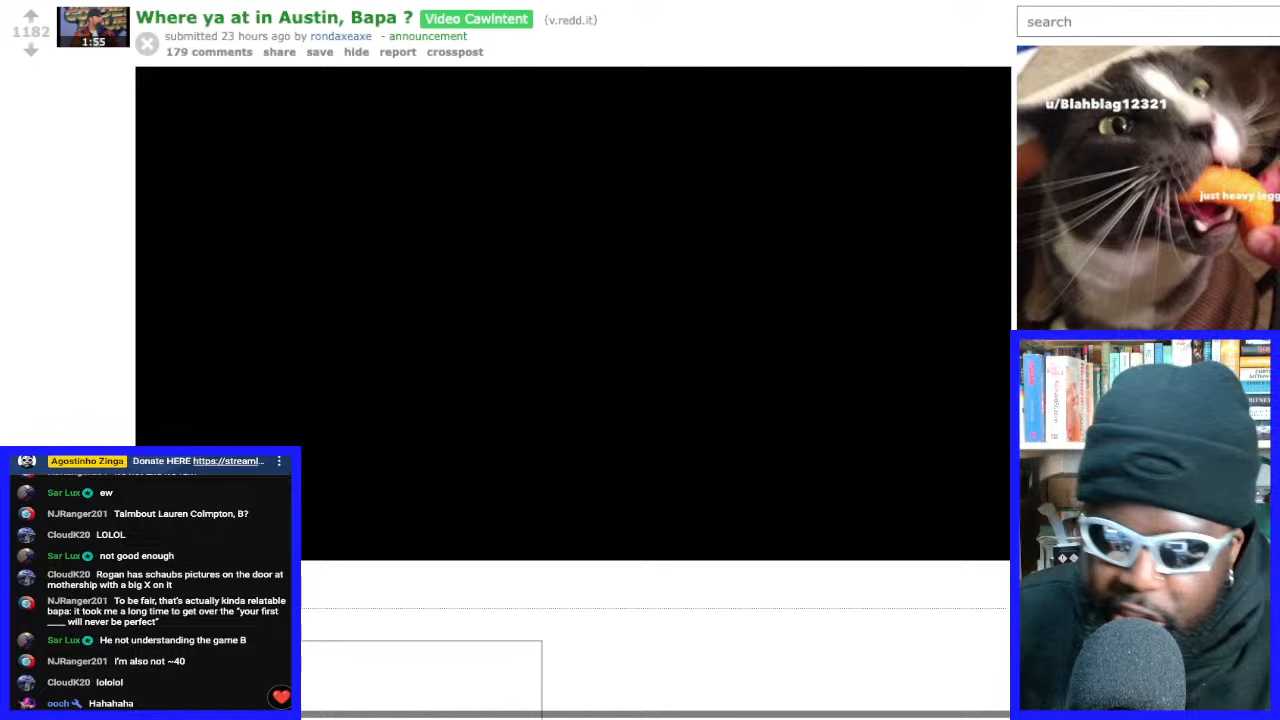 Where ya at in Austin, Bapa ? Video Cawintent (v.redd.it)
1182
1:55
submitted 23 hours ago by rondaxeaxe - announcement
179 comments share save hide report crosspost
search
u/Blahblag12321
just heavy legg
Agostinho Zinga Donate HERE https://streaml...
Sar Lux ew
NJRanger201 Talmbout Lauren Colmpton, B?
CloudK20 LOLOL
Sar Lux not good enough
CloudK20 Rogan has schaubs pictures on the door at
mothership with a big X on it
NJRanger201 To be fair, that's actually kinda relatable
bapa: it took me a long time to get over the "your first
____ will never be perfect"
Sar Lux He not understanding the game B
NJRanger201 I'm also not ~40
CloudK20 lololol
ooch Hahahaha